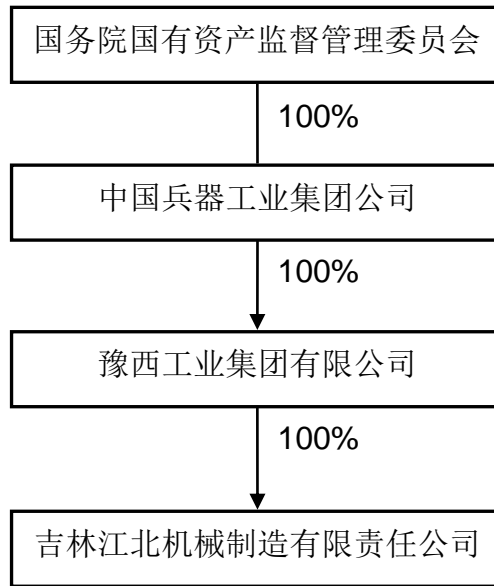 国务院国有资产监督管理委员会
100%
中国兵器工业集团公司
100%
豫西工业集团有限公司
100%
吉林江北机械制造有限责任公司